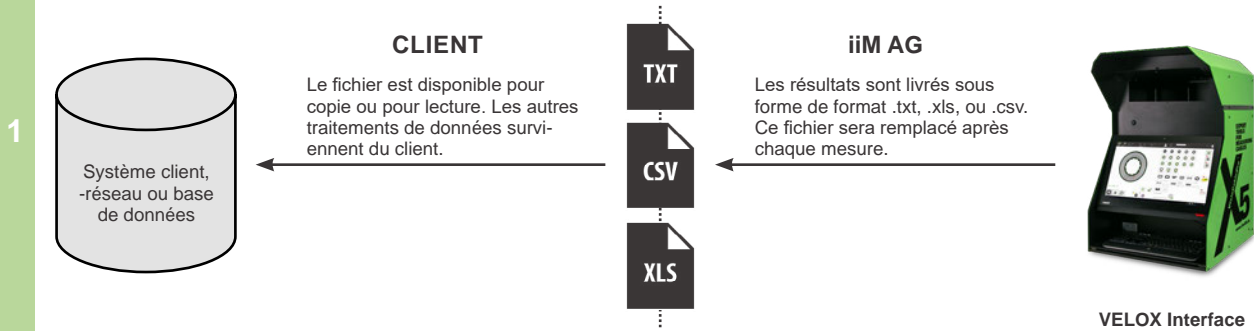 1
CLIENT
Le fichier est disponible pour
copie ou pour lecture. Les autres
traitements de données survi-
ennent du client.
Système client,
-réseau ou base
de données
TXT
CSV
XLS
iiM AG
Les résultats sont livrés sous
forme de format .txt, .xls, ou .csv.
Ce fichier sera remplacé après
chaque mesure.
X5
VELOX Interface